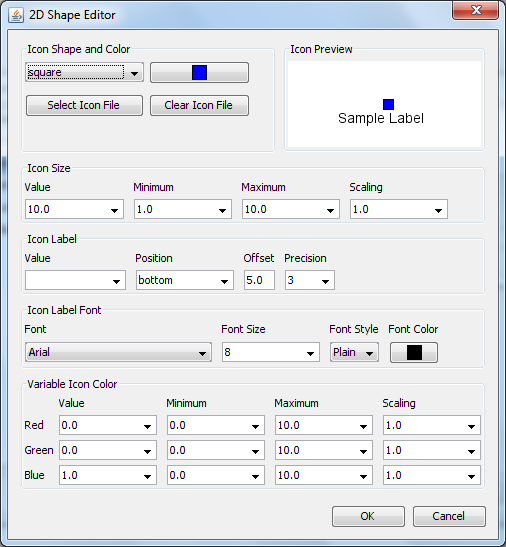 2D Shape Editor
Icon Shape and Color
Icon Preview
square
Select Icon File Clear Icon File
Sample Label
Icon Size
Value Minimum Maximum Scaling
10.0 1.0 10.0 1.0
Icon Label
Value Position Offset Precision
bottom 5.0 3
Icon Label Font
Font Font Size Font Style Font Color
Arial 8 Plain
Variable Icon Color
Value Minimum Maximum Scaling
Red 0.0 0.0 10.0 1.0
Green 0.0 0.0 10.0 1.0
Blue 1.0 0.0 10.0 1.0
OK Cancel